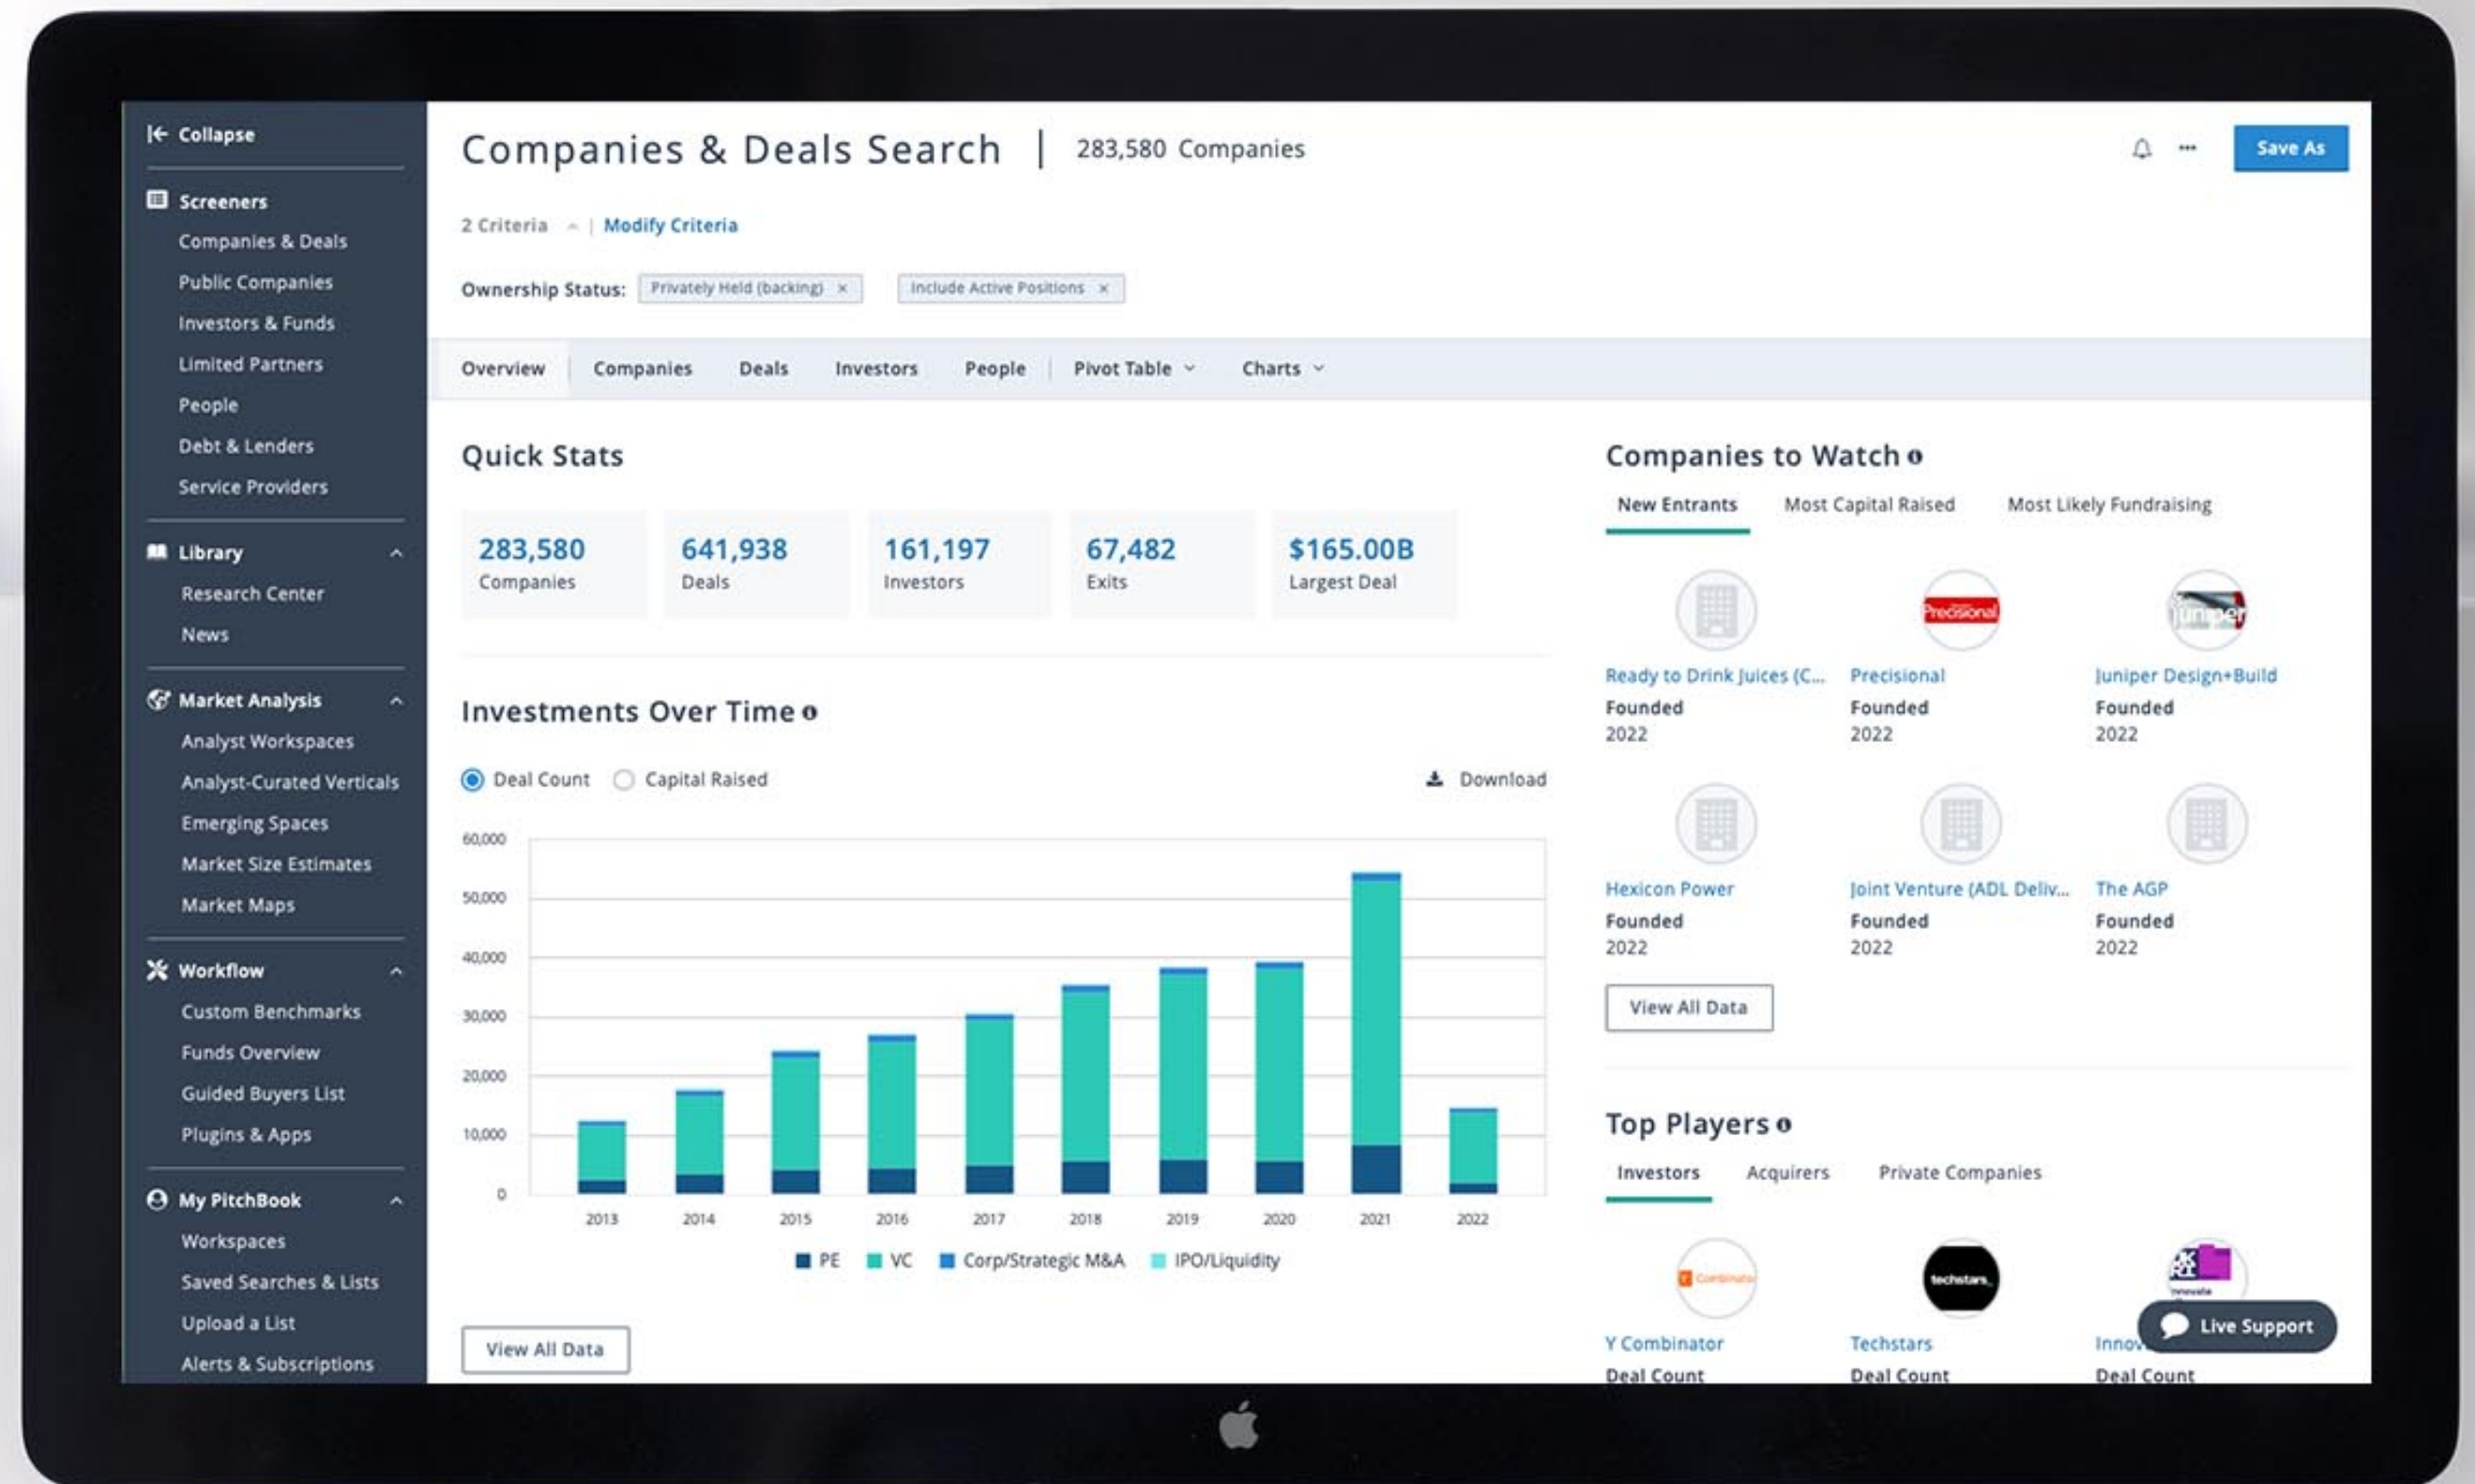 Collapse
Screeners
Companies & Deals
Public Companies
Investors & Funds
Limited Partners
People
Debt & Lenders
Service Providers
Library
Research Center
News
Market Analysis
Analyst Workspaces
Analyst-Curated Verticals
Emerging Spaces
Market Size Estimates
Market Maps
Workflow
Custom Benchmarks
Funds Overview
Guided Buyers List
Plugins & Apps
My PitchBook
Workspaces
Saved Searches & Lists
Upload a List
Alerts & Subscriptions
Companies & Deals Search | 283,580 Companies
Save As
2 Criteria | Modify Criteria
Ownership Status: Privately Held (backing) × Include Active Positions ×
Overview Companies Deals Investors People Pivot Table Charts
Quick Stats
283,580 641,938 161,197 67,482 $165.00B
Companies Deals Investors Exits Largest Deal
Investments Over Time
Deal Count Capital Raised Download
60,000
50,000
40,000
30,000
20,000
10,000
0
2013 2014 2015 2016 2017 2018 2019 2020 2021 2022
PE VC Corp/Strategic M&A IPO/Liquidity
View All Data
Companies to Watch
New Entrants Most Capital Raised Most Likely Fundraising
Precisional juniper
Ready to Drink Juices (C... Precisional Juniper Design+Build
Founded Founded Founded
2022 2022 2022
Hexicon Power Joint Venture (ADL Deliv... The AGP
Founded Founded Founded
2022 2022 2022
View All Data
Top Players
Investors Acquirers Private Companies
techstars_
Live Support
Y Combinator Techstars Innov
Deal Count Deal Count Deal Count